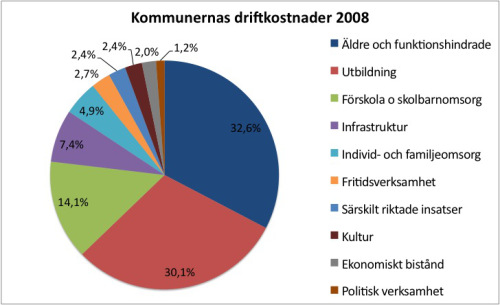 Kommunernas driftkostnader 2008
2,4%
2,0%
1,2%
2,4%
2,7%
4,9%
7,4%
14,1%
30,1%
32,6%
Äldre och funktionshindrade
Utbildning
Förskola o skolbarnomsorg
Infrastruktur
Individ- och familjeomsorg
Fritidsverksamhet
Särskilt riktade insatser
Kultur
Ekonomiskt bistånd
Politisk verksamhet